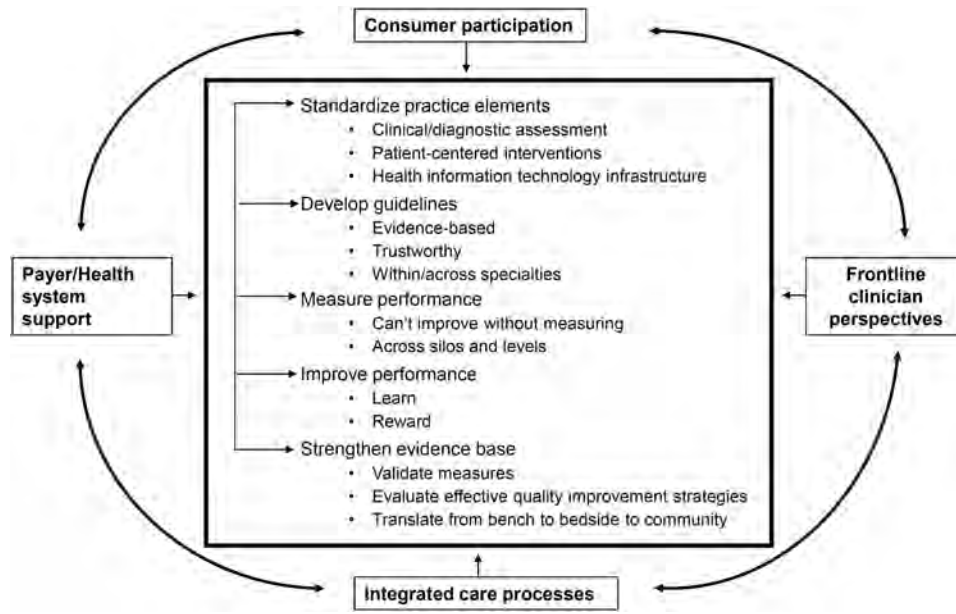 Consumer participation
Standardize practice elements
• Clinical/diagnostic assessment
• Patient-centered interventions
• Health information technology infrastructure
Develop guidelines
• Evidence-based
• Trustworthy
• Within/across specialties
Payer/Health
system
support
Frontline
clinician
perspectives
Measure performance
• Can't improve without measuring
• Across silos and levels
Improve performance
• Learn
• Reward
Strengthen evidence base
• Validate measures
• Evaluate effective quality improvement strategies
• Translate from bench to bedside to community
Integrated care processes